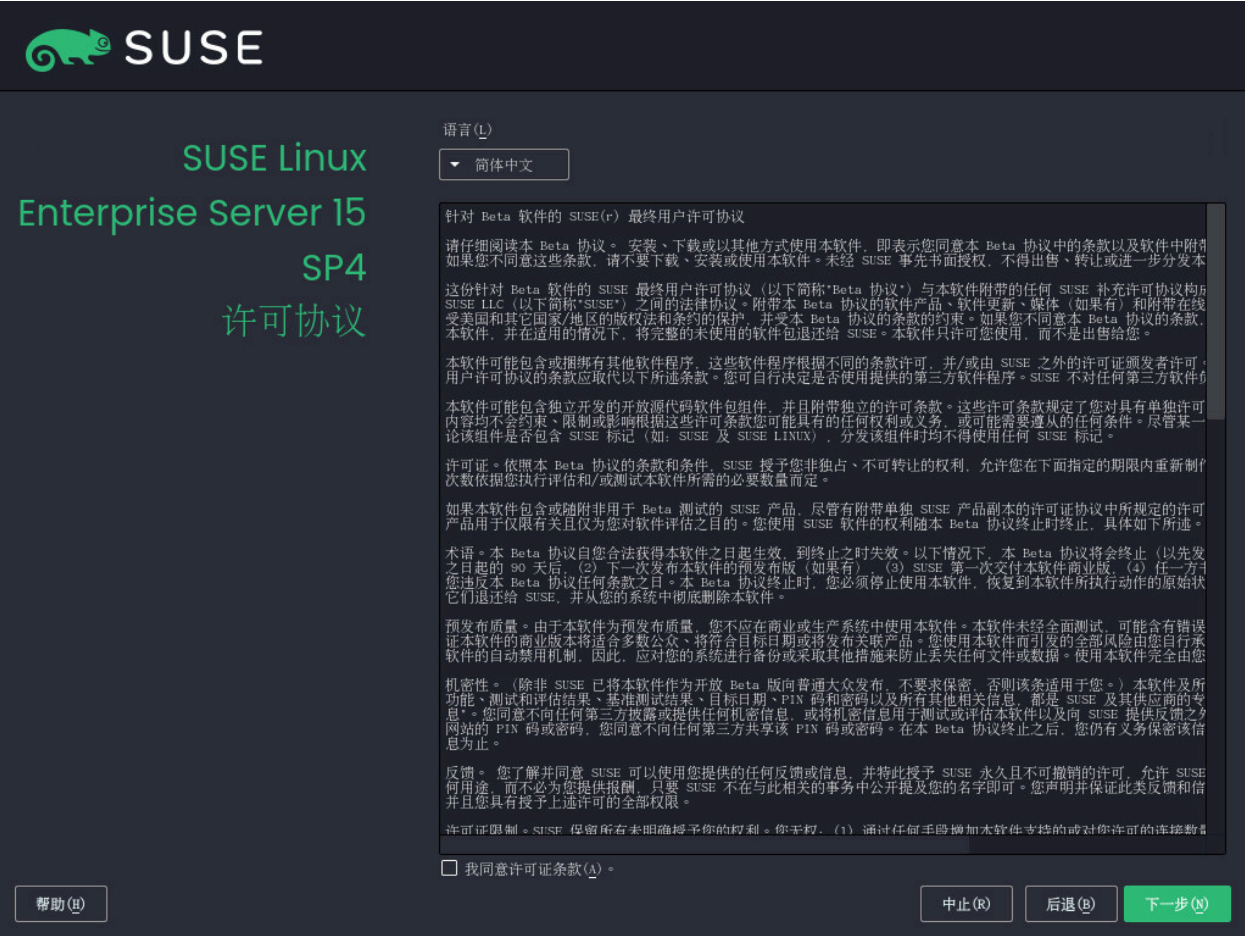 SUSE
SUSE Linux
Enterprise Server 15
SP4
许可协议
语言(L)
简体中文
针对 Beta 软件的 SUSE(r) 最终用户许可协议
请仔细阅读本 Beta 协议。 安装、下载或以其他方式使用本软件，即表示您同意本 Beta 协议中的条款以及软件中附带
如果您不同意这些条款，请不要下载、安装或使用本软件。未经 SUSE 事先书面授权，不得出售、转让或进一步分发本
这份针对 Beta 软件的 SUSE 最终用户许可协议（以下简称"Beta 协议"）与本软件附带的任何 SUSE 补充许可协议构成
SUSE LLC（以下简称"SUSE"）之间的法律协议。附带本 Beta 协议的软件产品、软件更新、媒体（如果有）和附带在线
受美国和其它国家/地区的版权法和条约的保护，并受本 Beta 协议的条款的约束。如果您不同意本 Beta 协议的条款，
本软件，并在适用的情况下，将完整的未使用的软件包退还给 SUSE。本软件只许可您使用，而不是出售给您。
本软件可能包含或捆绑有其他软件程序，这些软件程序根据不同的条款许可，并/或由 SUSE 之外的许可证颁发者许可。
用户许可协议的条款应取代以下所述条款。您可自行决定是否使用提供的第三方软件程序。SUSE 不对任何第三方软件负
本软件可能包含独立开发的开放源代码软件包组件，并且附带独立的许可条款。这些许可条款规定了您对具有单独许可
内容均不会约束、限制或影响根据这些许可条款您可能具有的任何权利或义务，或可能需要遵从的任何条件。尽管某一
论该组件是否包含 SUSE 标记（如：SUSE 及 SUSE LINUX），分发该组件时均不得使用任何 SUSE 标记。
许可证。依照本 Beta 协议的条款和条件，SUSE 授予您非独占、不可转让的权利，允许您在下面指定的期限内重新制作
次数依据您执行评估和/或测试本软件所需的必要数量而定。
如果本软件包含或随附非用于 Beta 测试的 SUSE 产品，尽管有附带单独 SUSE 产品副本的许可证协议中所规定的许可
产品用于仅限有关且仅为您对软件评估之目的。您使用 SUSE 软件的权利随本 Beta 协议终止时终止，具体如下所述。
术语。本 Beta 协议自您合法获得本软件之日起生效，到终止之时失效。以下情况下，本 Beta 协议将会终止（以先发
之日起的 90 天后，(2) 下一次发布本软件的预发布版（如果有），(3) SUSE 第一次交付本软件商业版，(4) 任一方书
您违反本 Beta 协议任何条款之日。本 Beta 协议终止时，您必须停止使用本软件，恢复到本软件所执行动作的原始状
它们退还给 SUSE，并从您的系统中彻底删除本软件。
预发布质量。由于本软件为预发布质量，您不应在商业或生产系统中使用本软件。本软件未经全面测试，可能含有错误
证本软件的商业版本将适合多数公众、将符合目标日期或将发布关联产品。您使用本软件而引发的全部风险由您自行承
软件的自动禁用机制，因此，应对您的系统进行备份或采取其他措施来防止丢失任何文件或数据。使用本软件完全由您
机密性。（除非 SUSE 已将本软件作为开放 Beta 版向普通大众发布，不要求保密，否则该条适用于您。）本软件及所
功能、测试和评估结果、基准测试结果、目标日期、PIN 码和密码以及所有其他相关信息，都是 SUSE 及其供应商的专
息"。您同意不向任何第三方披露或提供任何机密信息，或将机密信息用于测试或评估本软件以及向 SUSE 提供反馈之外
网站的 PIN 码或密码，您同意不向任何第三方共享该 PIN 码或密码。在本 Beta 协议终止之后，您仍有义务保密该信
息为止。
反馈。 您了解并同意 SUSE 可以使用您提供的任何反馈或信息，并特此授予 SUSE 永久且不可撤销的许可，允许 SUSE
何用途，而不必为您提供报酬，只要 SUSE 不在与此相关的事务中公开提及您的名字即可。您声明并保证此类反馈和信
并且您具有授予上述许可的全部权限。
许可证限制。SUSE 保留所有未明确授予您的权利。您无权：(1) 通过任何手段增加本软件支持的或对您许可的连接数量
我同意许可证条款(A)。
帮助(H)
中止(R)
后退(B)
下一步(N)